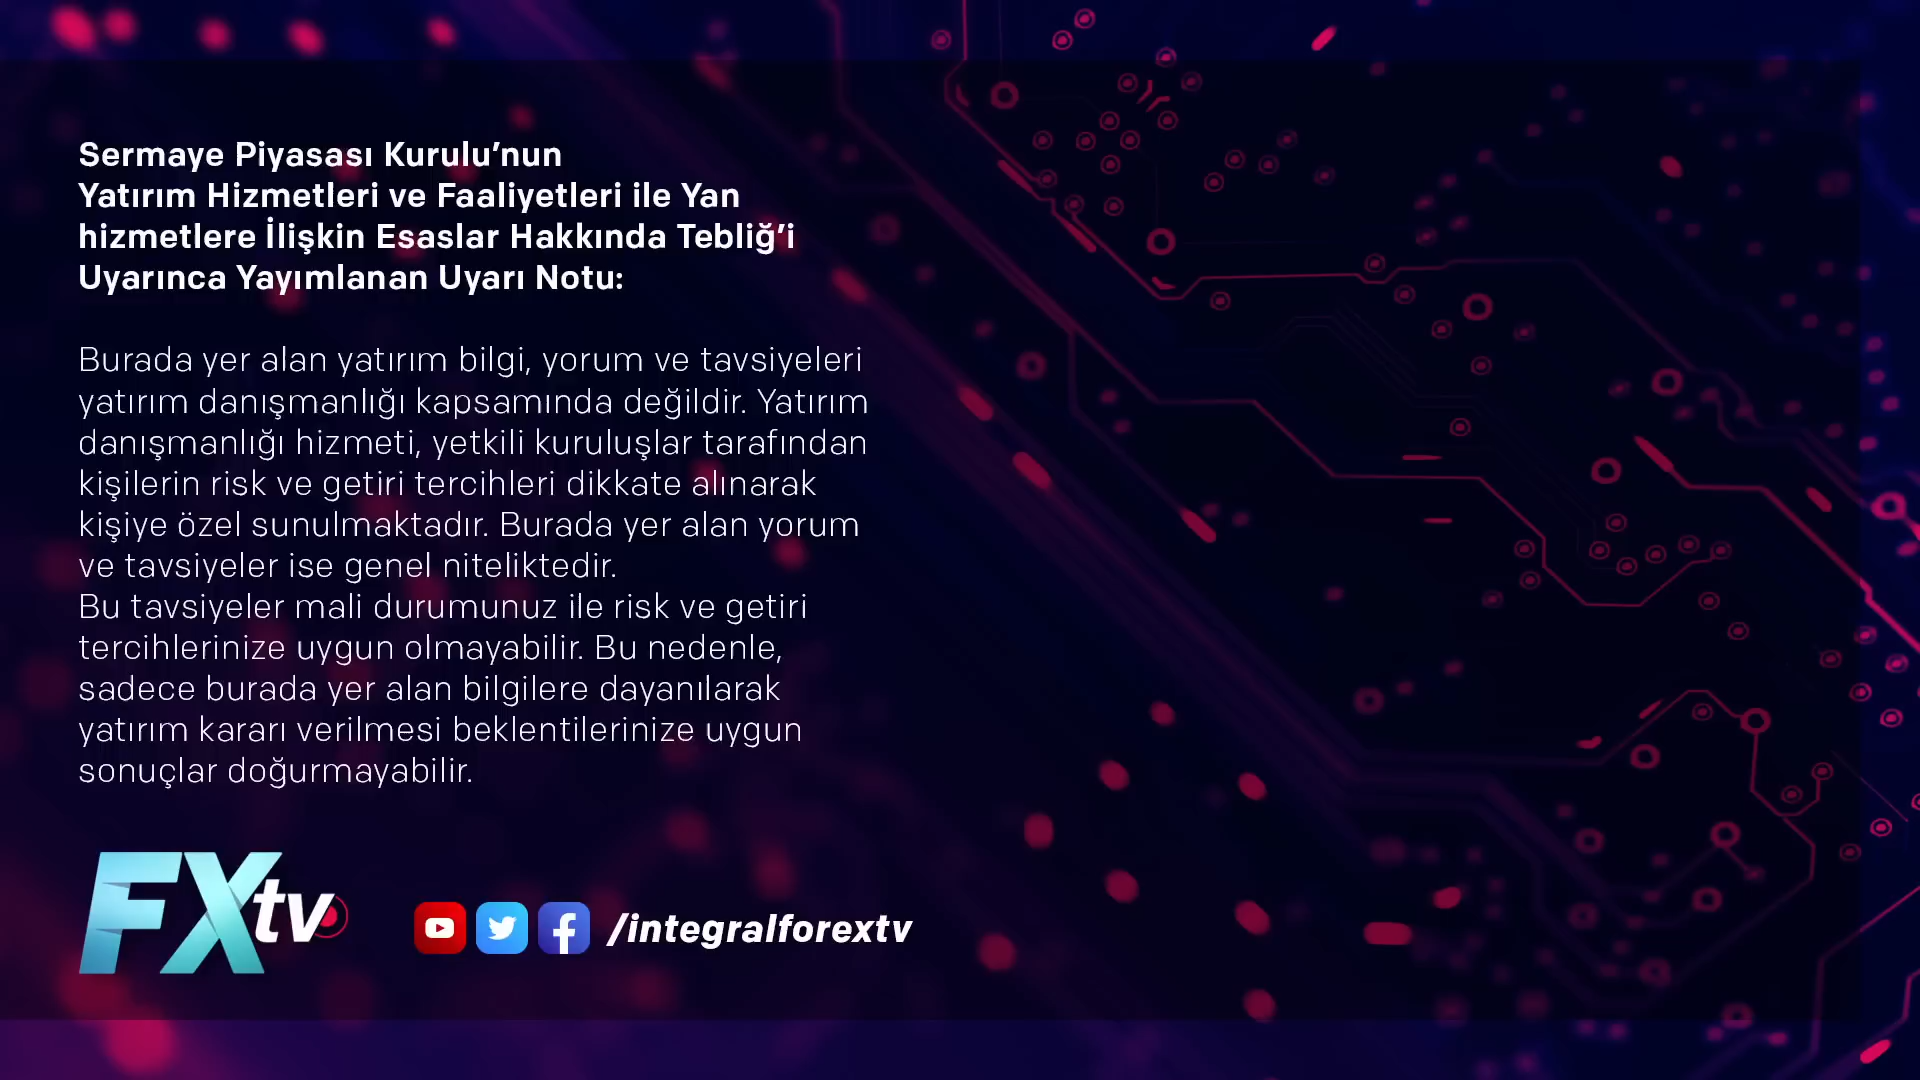 Sermaye Piyasası Kurulu’nun
Yatırım Hizmetleri ve Faaliyetleri ile Yan
hizmetlere İlişkin Esaslar Hakkında Tebliğ’i
Uyarınca Yayımlanan Uyarı Notu:
Burada yer alan yatırım bilgi, yorum ve tavsiyeleri
yatırım danışmanlığı kapsamında değildir. Yatırım
danışmanlığı hizmeti, yetkili kuruluşlar tarafından
kişilerin risk ve getiri tercihleri dikkate alınarak
kişiye özel sunulmaktadır. Burada yer alan yorum
ve tavsiyeler ise genel niteliktedir.
Bu tavsiyeler mali durumunuz ile risk ve getiri
tercihlerinize uygun olmayabilir. Bu nedenle,
sadece burada yer alan bilgilere dayanılarak
yatırım kararı verilmesi beklentilerinize uygun
sonuçlar doğurmayabilir.
FXtv
/integralforextv